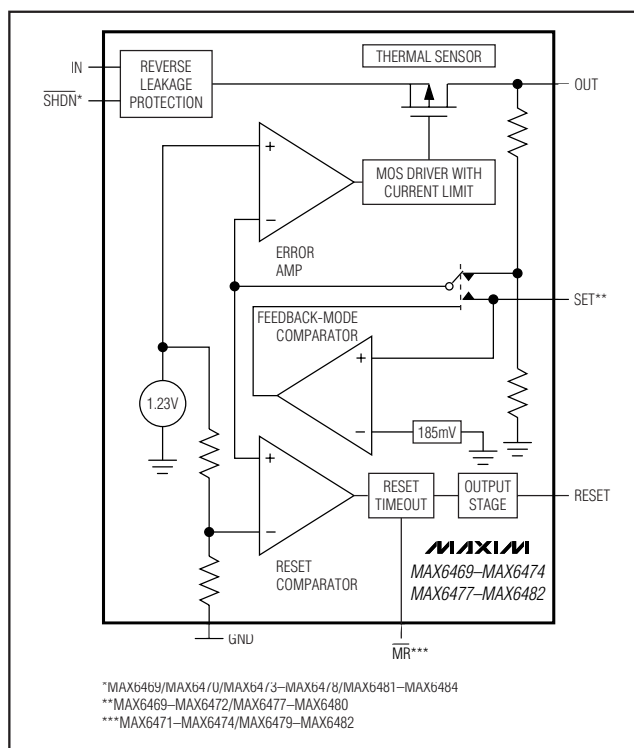 THERMAL SENSOR
IN
REVERSE
LEAKAGE
PROTECTION
SHDN*
OUT
+
MOS DRIVER WITH
CURRENT LIMIT
−
ERROR
AMP
SET**
FEEDBACK-MODE
COMPARATOR
+
1.23V
−
185mV
+
RESET
TIMEOUT
OUTPUT
STAGE
RESET
−
MAXIM
RESET
COMPARATOR
MAX6469–MAX6474
MAX6477–MAX6482
GND
MR***
*MAX6469/MAX6470/MAX6473–MAX6478/MAX6481–MAX6484
**MAX6469–MAX6472/MAX6477–MAX6480
***MAX6471–MAX6474/MAX6479–MAX6482